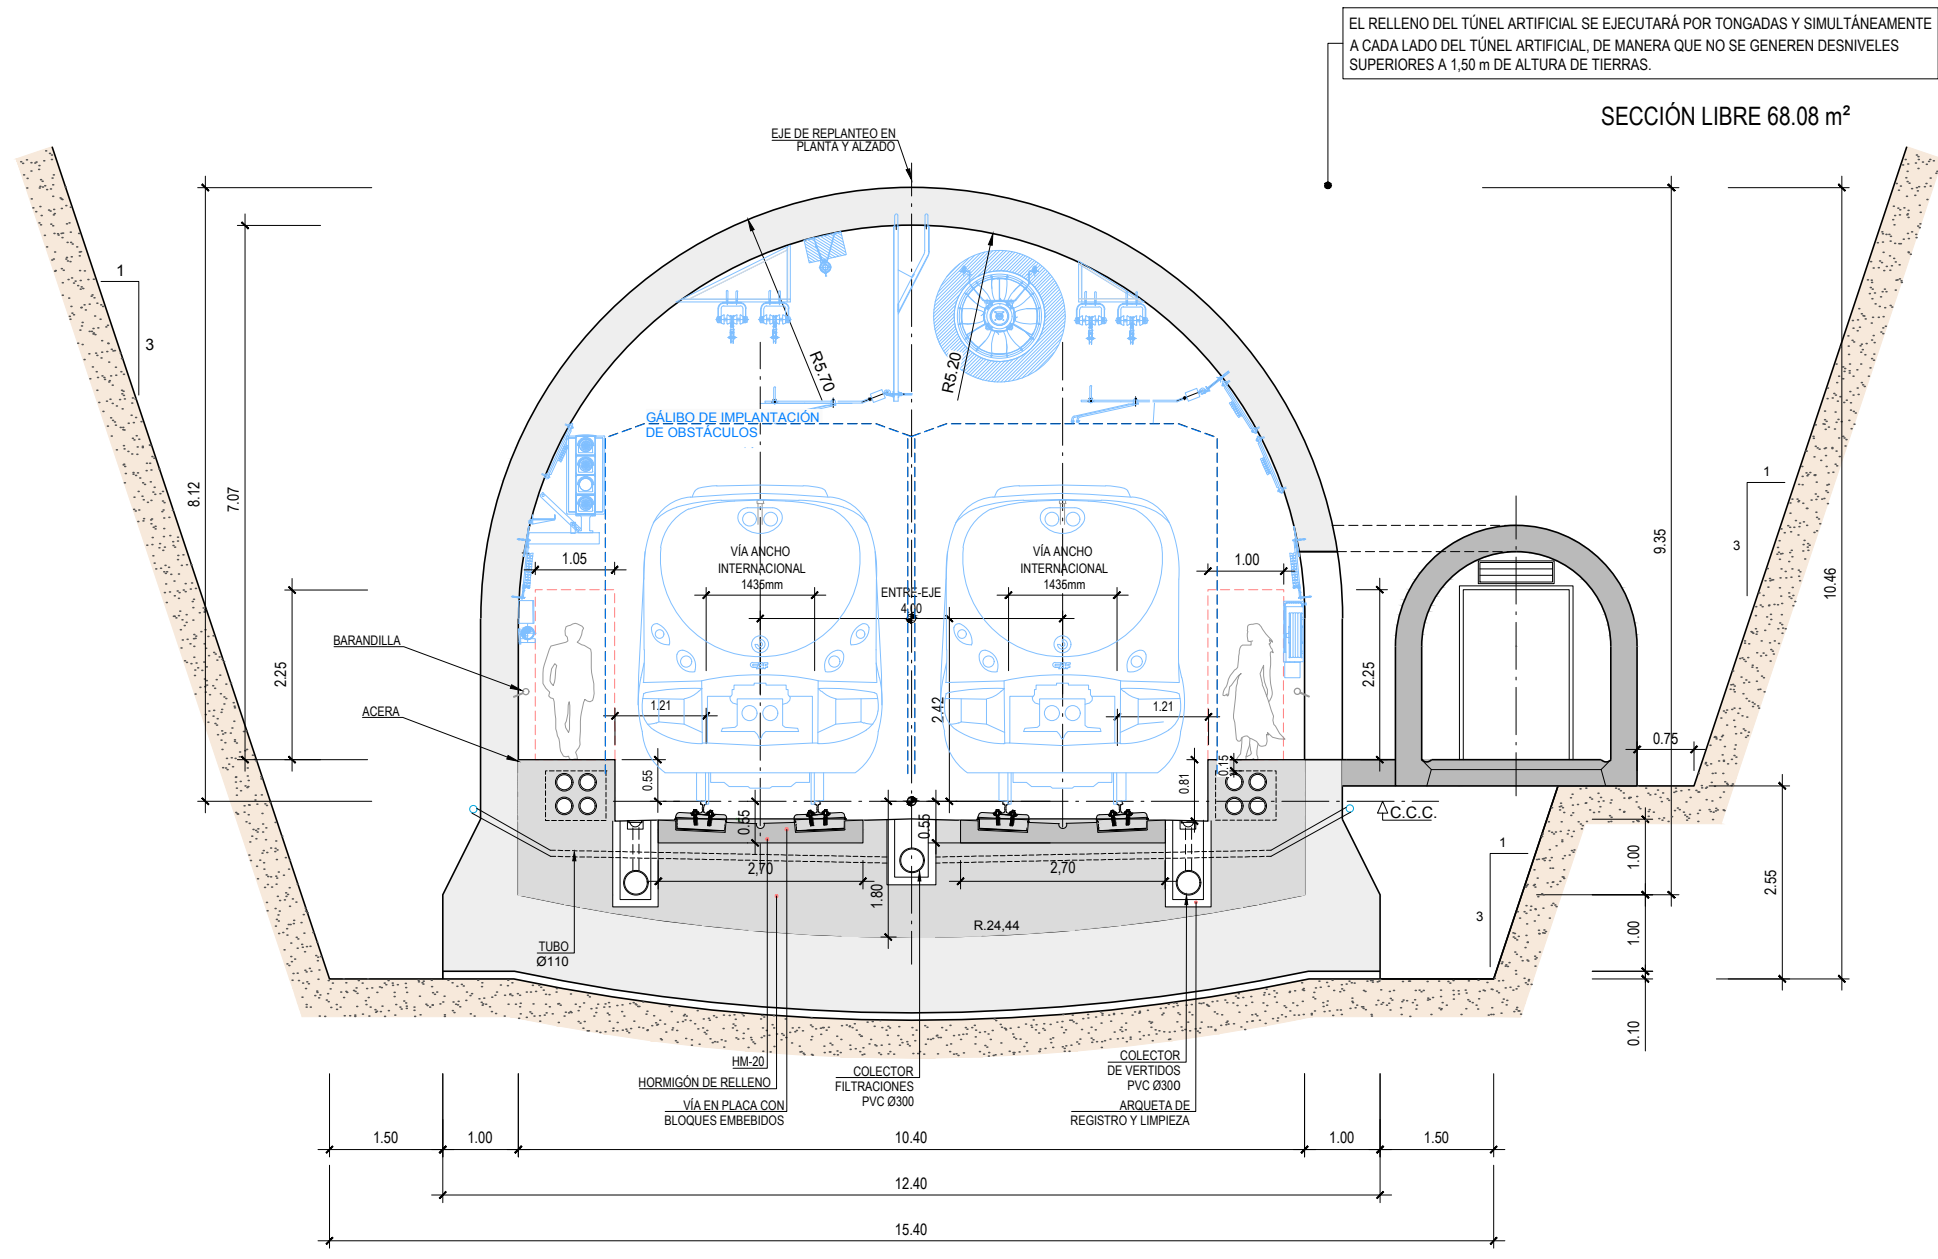 EL RELLENO DEL TÚNEL ARTIFICIAL SE EJECUTARÁ POR TONGADAS Y SIMULTÁNEAMENTE
A CADA LADO DEL TÚNEL ARTIFICIAL, DE MANERA QUE NO SE GENEREN DESNIVELES
SUPERIORES A 1,50 m DE ALTURA DE TIERRAS.
SECCIÓN LIBRE 68.08 m²
EJE DE REPLANTEO EN
PLANTA Y ALZADO
1
3
8.12
7.07
R5.70
R5.20
GÁLIBO DE IMPLANTACIÓN
DE OBSTÁCULOS
1
3
9.35
10.46
1.05
VÍA ANCHO
INTERNACIONAL
1435mm
VÍA ANCHO
INTERNACIONAL
1435mm
1.00
ENTRE-EJE
4,00
BARANDILLA
2.25
2.25
ACERA
1.21
2.42
1.21
0.75
0.55
0.81
0.15
0.55
0.55
C.C.C.
2,70
2,70
1.80
1
3
1.00
2.55
1.00
0.10
R.24,44
TUBO
Ø110
HM-20
HORMIGÓN DE RELLENO
VÍA EN PLACA CON
BLOQUES EMBEBIDOS
COLECTOR
FILTRACIONES
PVC Ø300
COLECTOR
DE VERTIDOS
PVC Ø300
ARQUETA DE
REGISTRO Y LIMPIEZA
1.50
1.00
10.40
1.00
1.50
12.40
15.40